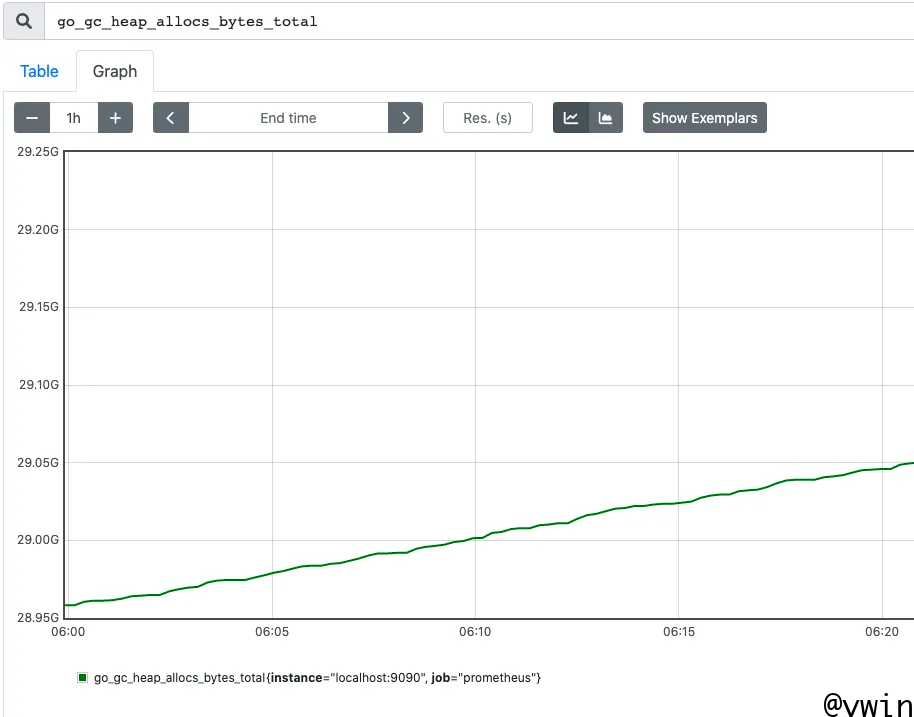 go_gc_heap_allocs_bytes_total
Table Graph
1h End time Res. (s) Show Exemplars
29.25G
29.20G
29.15G
29.10G
29.05G
29.00G
28.95G
06:00 06:05 06:10 06:15 06:20
go_gc_heap_allocs_bytes_total{instance="localhost:9090", job="prometheus"}